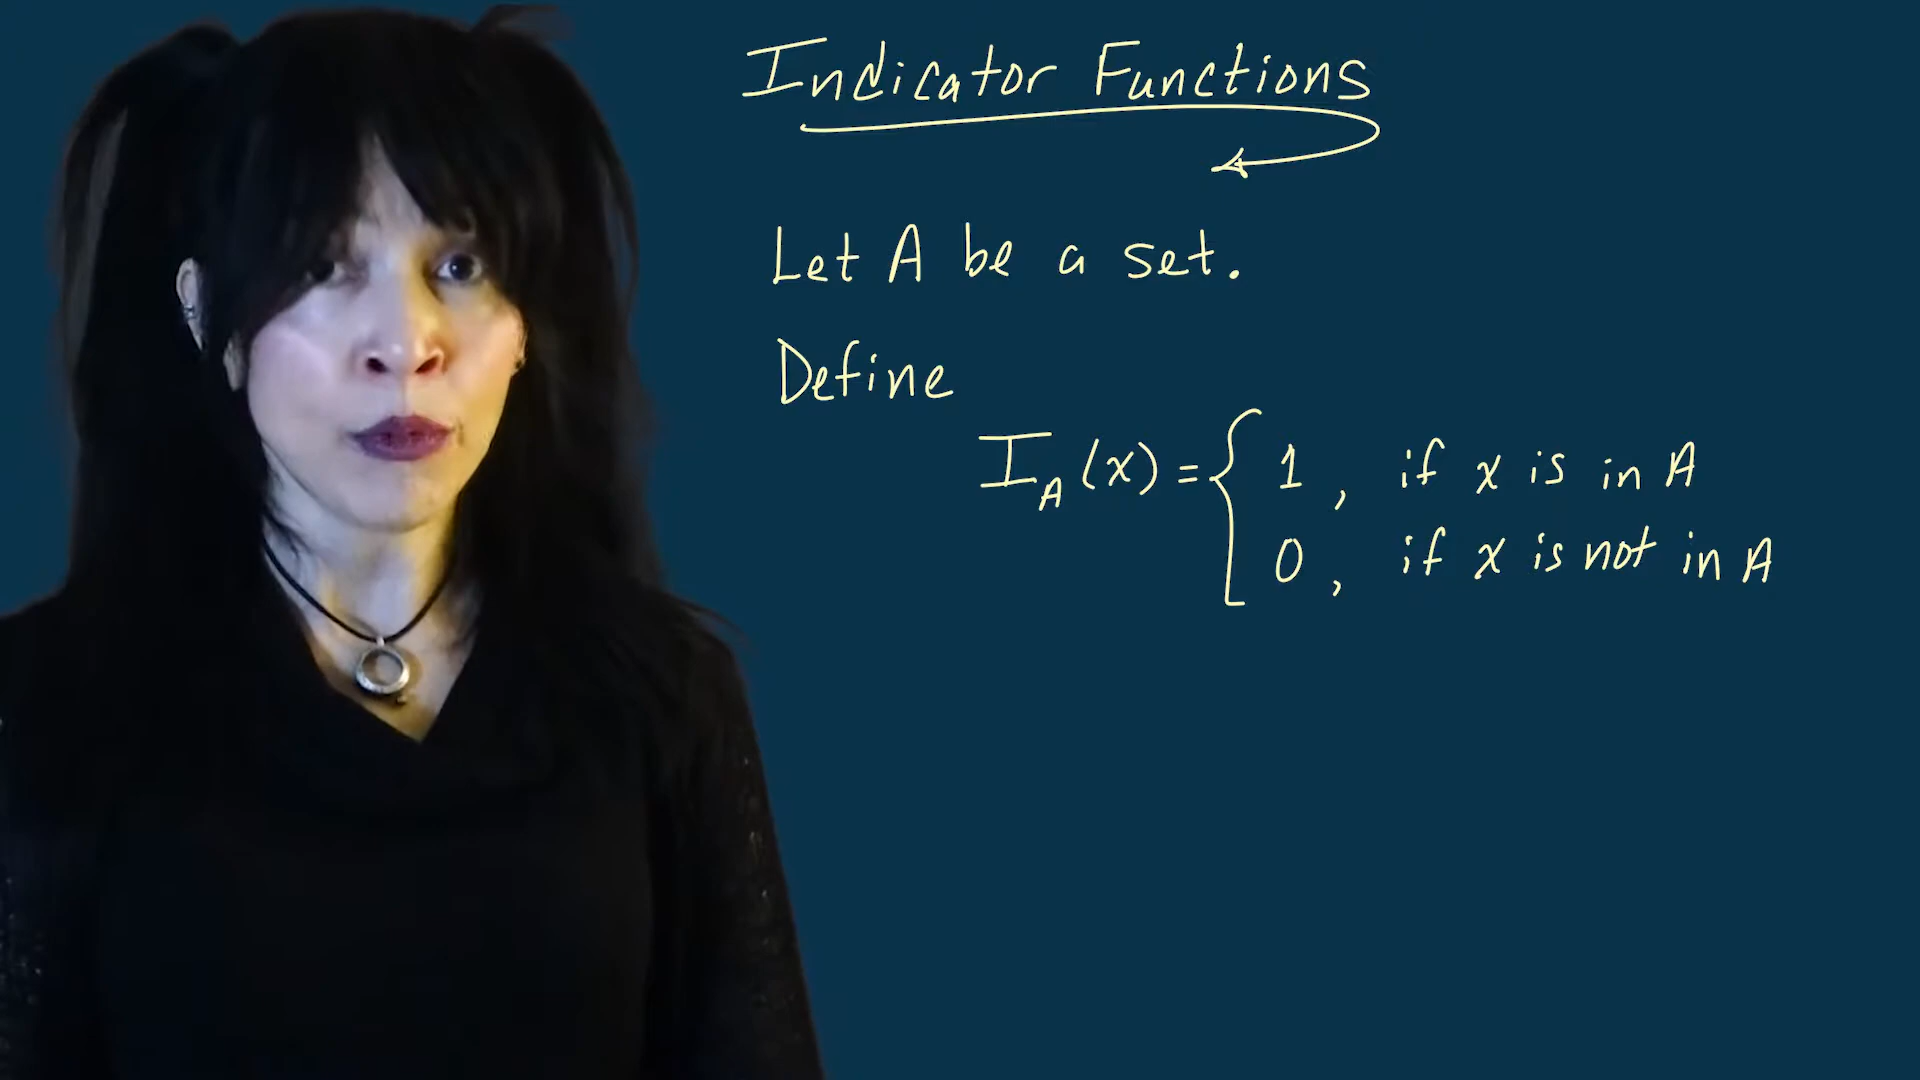 Indicator Functions
Let A be a set.
Define
I_A(x) = { 1, if x is in A
0, if x is not in A